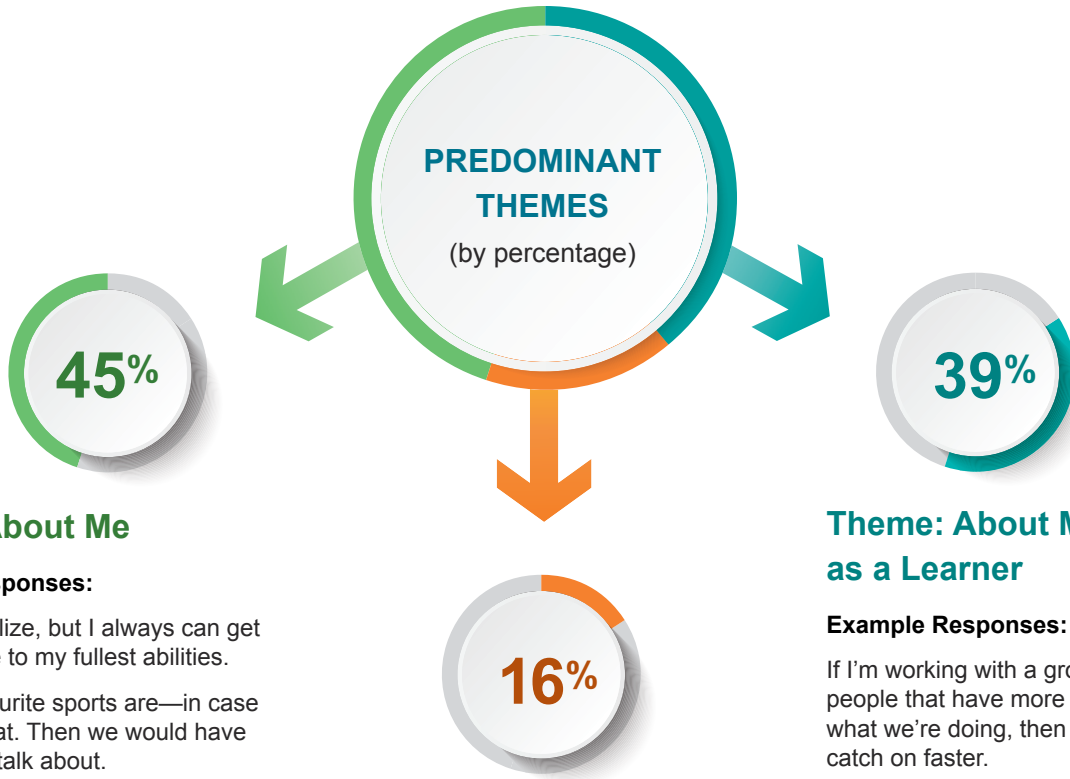 PREDOMINANT
THEMES
(by percentage)
45%
About Me
sponses:
lize, but I always can get
e to my fullest abilities.
urite sports are—in case
at. Then we would have
talk about.
16%
39%
Theme: About M
as a Learner
Example Responses:
If I’m working with a gro
people that have more
what we’re doing, then
catch on faster.